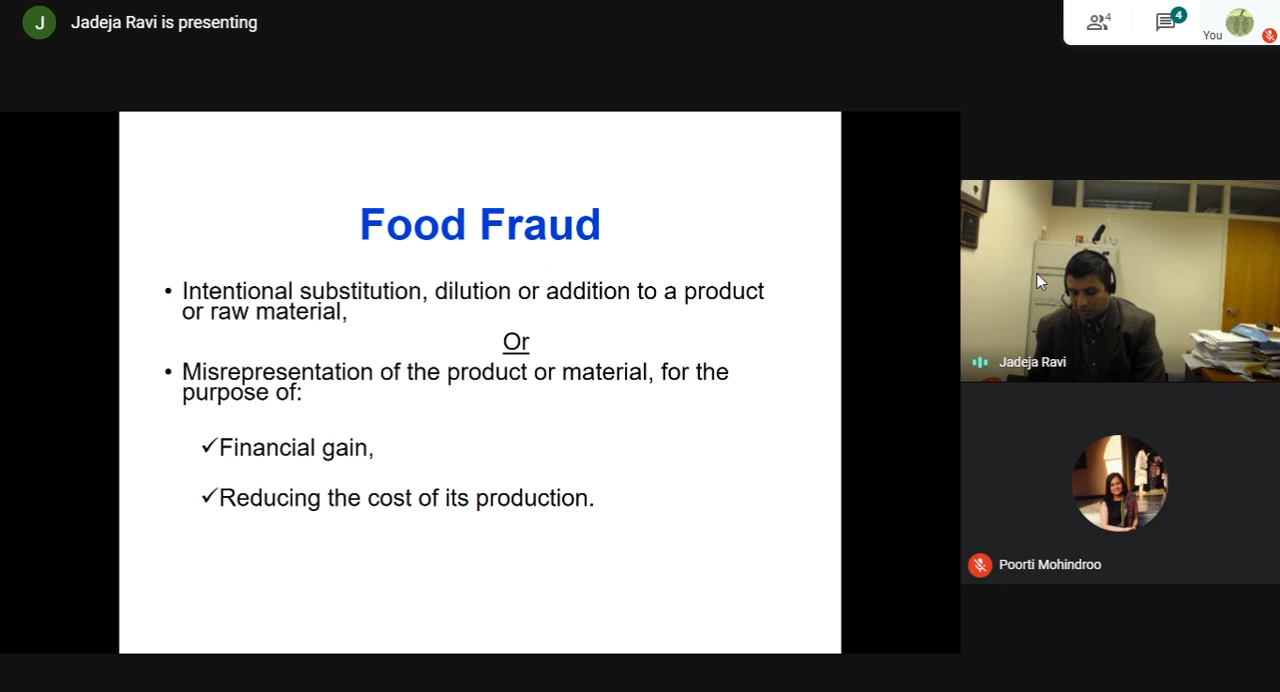 J
Jadeja Ravi is presenting
4
4
You
Food Fraud
• Intentional substitution, dilution or addition to a product
or raw material,
Or
• Misrepresentation of the product or material, for the
purpose of:
✓Financial gain,
✓Reducing the cost of its production.
Jadeja Ravi
Poorti Mohindroo